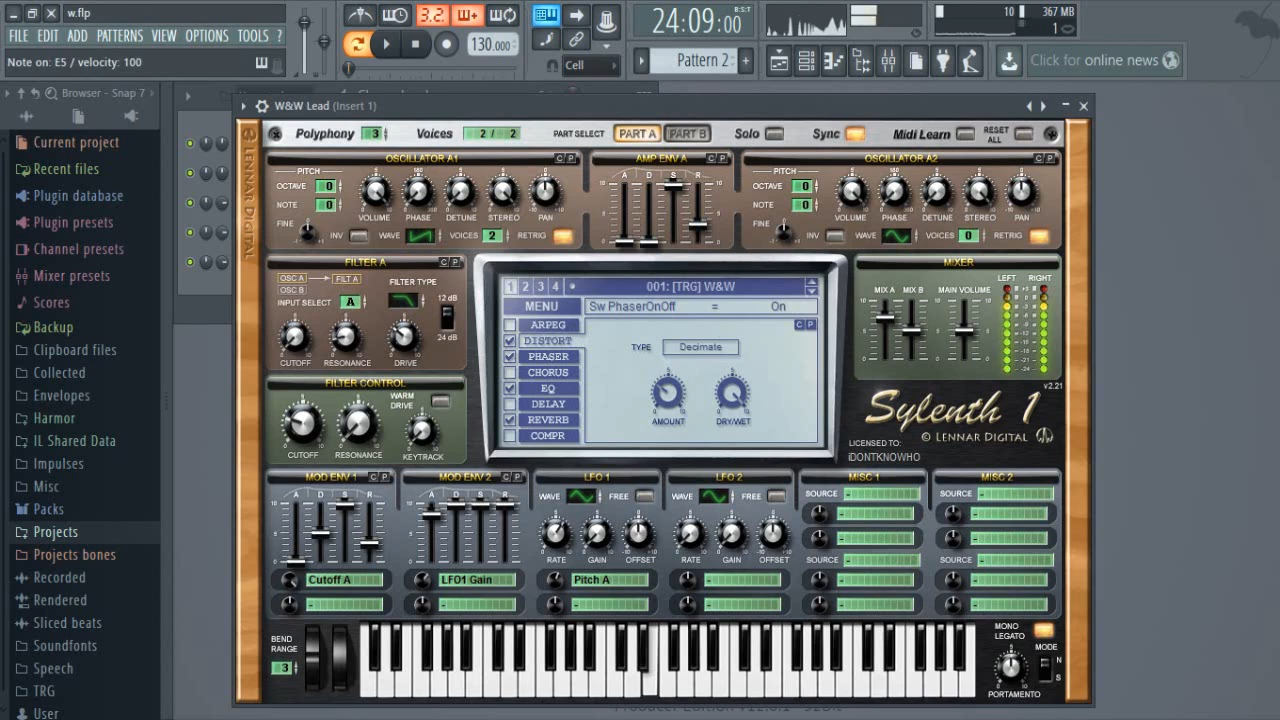 w.flp
FILE EDIT ADD PATTERNS VIEW OPTIONS TOOLS ?
Note on: E5 / velocity: 100
3.2.
130.000
24:09:00
B:S:T
10
367 MB
1
Cell
Pattern 2
Click for online news
Browser - Snap 7
Current project
Recent files
Plugin database
Plugin presets
Channel presets
Mixer presets
Scores
Backup
Clipboard files
Collected
Envelopes
Harmor
IL Shared Data
Impulses
Misc
Packs
Projects
Projects bones
Recorded
Rendered
Sliced beats
Soundfonts
Speech
TRG
User
W&W Lead (Insert 1)
Polyphony 3 Voices 2 / 2 PART SELECT PART A PART B Solo Sync Midi Learn RESET ALL
LENNAR DIGITAL
OSCILLATOR A1 C P
PITCH
OCTAVE 0
NOTE 0
VOLUME PHASE DETUNE STEREO PAN
FINE INV WAVE VOICES 2 RETRIG
AMP ENV A C P
A D S R
OSCILLATOR A2 C P
PITCH
OCTAVE 0
NOTE 0
VOLUME PHASE DETUNE STEREO PAN
FINE INV WAVE VOICES 0 RETRIG
FILTER A C P
OSC A FILT A
OSC B
INPUT SELECT A
FILTER TYPE
12 dB
24 dB
CUTOFF RESONANCE DRIVE
FILTER CONTROL
WARM DRIVE
CUTOFF RESONANCE KEYTRACK
1 2 3 4
001: [TRG] W&W
MENU
Sw PhaserOnOff = On
ARPEG
DISTORT
PHASER
CHORUS
EQ
DELAY
REVERB
COMPR
C P
TYPE Decimate
AMOUNT DRY/WET
MIXER
LEFT RIGHT
MIX A MIX B MAIN VOLUME
v2.21
Sylenth 1
© LENNAR DIGITAL
LICENSED TO:
iDONTKNOWHO
MOD ENV 1 C P
A D S R
Cutoff A
MOD ENV 2 C P
A D S R
LFO1 Gain
LFO 1
WAVE FREE
RATE GAIN OFFSET
Pitch A
LFO 2
WAVE FREE
RATE GAIN OFFSET
MISC 1
SOURCE
SOURCE
MISC 2
SOURCE
SOURCE
BEND RANGE
3
MONO LEGATO
MODE
N
S
PORTAMENTO